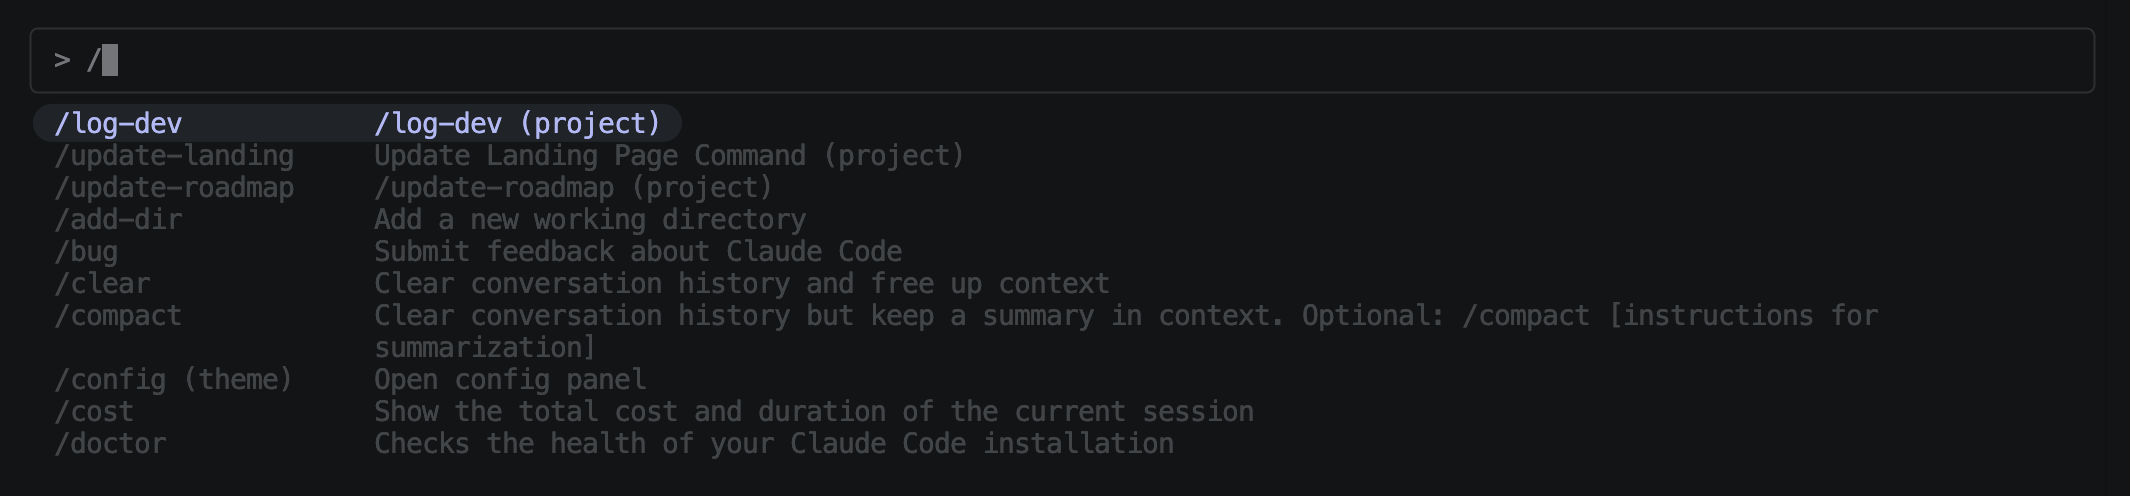 > /
/log-dev /log-dev (project)
/update-landing Update Landing Page Command (project)
/update-roadmap /update-roadmap (project)
/add-dir Add a new working directory
/bug Submit feedback about Claude Code
/clear Clear conversation history and free up context
/compact Clear conversation history but keep a summary in context. Optional: /compact [instructions for
summarization]
/config (theme) Open config panel
/cost Show the total cost and duration of the current session
/doctor Checks the health of your Claude Code installation